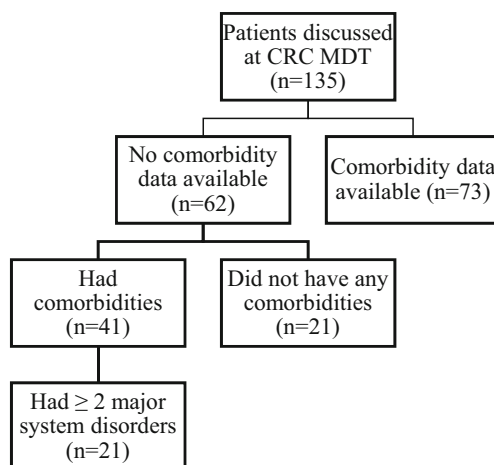 Patients discussed
at CRC MDT
(n=135)
No comorbidity
data available
(n=62)
Comorbidity data
available (n=73)
Had
comorbidities
(n=41)
Did not have any
comorbidities
(n=21)
Had ≥ 2 major
system disorders
(n=21)